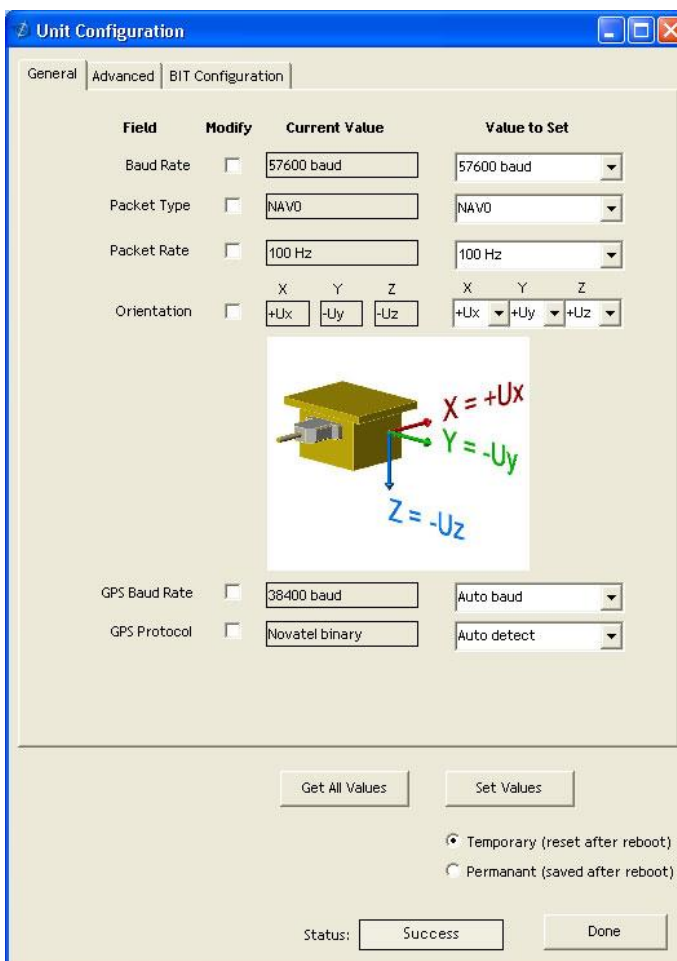 Unit Configuration
General Advanced BIT Configuration
Field Modify Current Value Value to Set
Baud Rate 57600 baud 57600 baud
Packet Type NAV0 NAV0
Packet Rate 100 Hz 100 Hz
X Y Z X Y Z
Orientation +Ux -Uy -Uz +Ux +Uy +Uz
X = +Ux
Y = -Uy
Z = -Uz
GPS Baud Rate 38400 baud Auto baud
GPS Protocol Novatel binary Auto detect
Get All Values Set Values
Temporary (reset after reboot)
Permanant (saved after reboot)
Status: Success Done